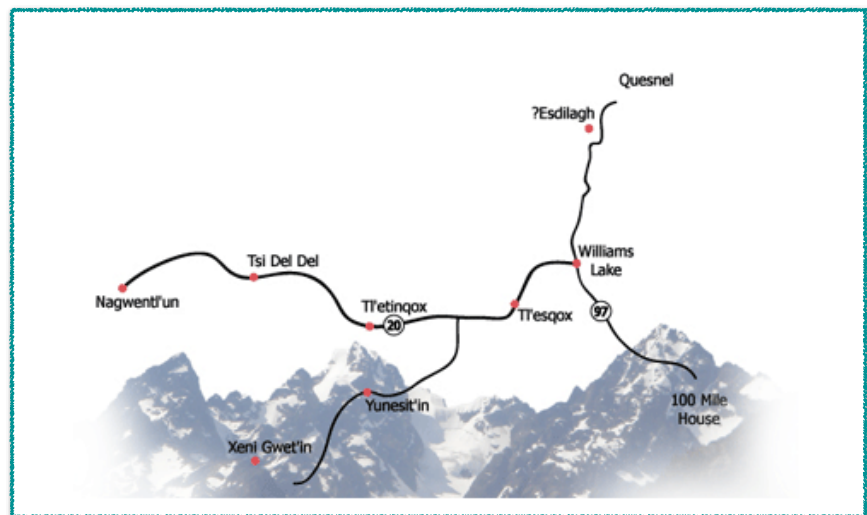 Quesnel
?Esdilagh
Williams
Lake
Tsi Del Del
Nagwentl'un
Tl'etinqox
20
Tl'esqox
97
Yunesit'in
100 Mile
House
Xeni Gwet'in